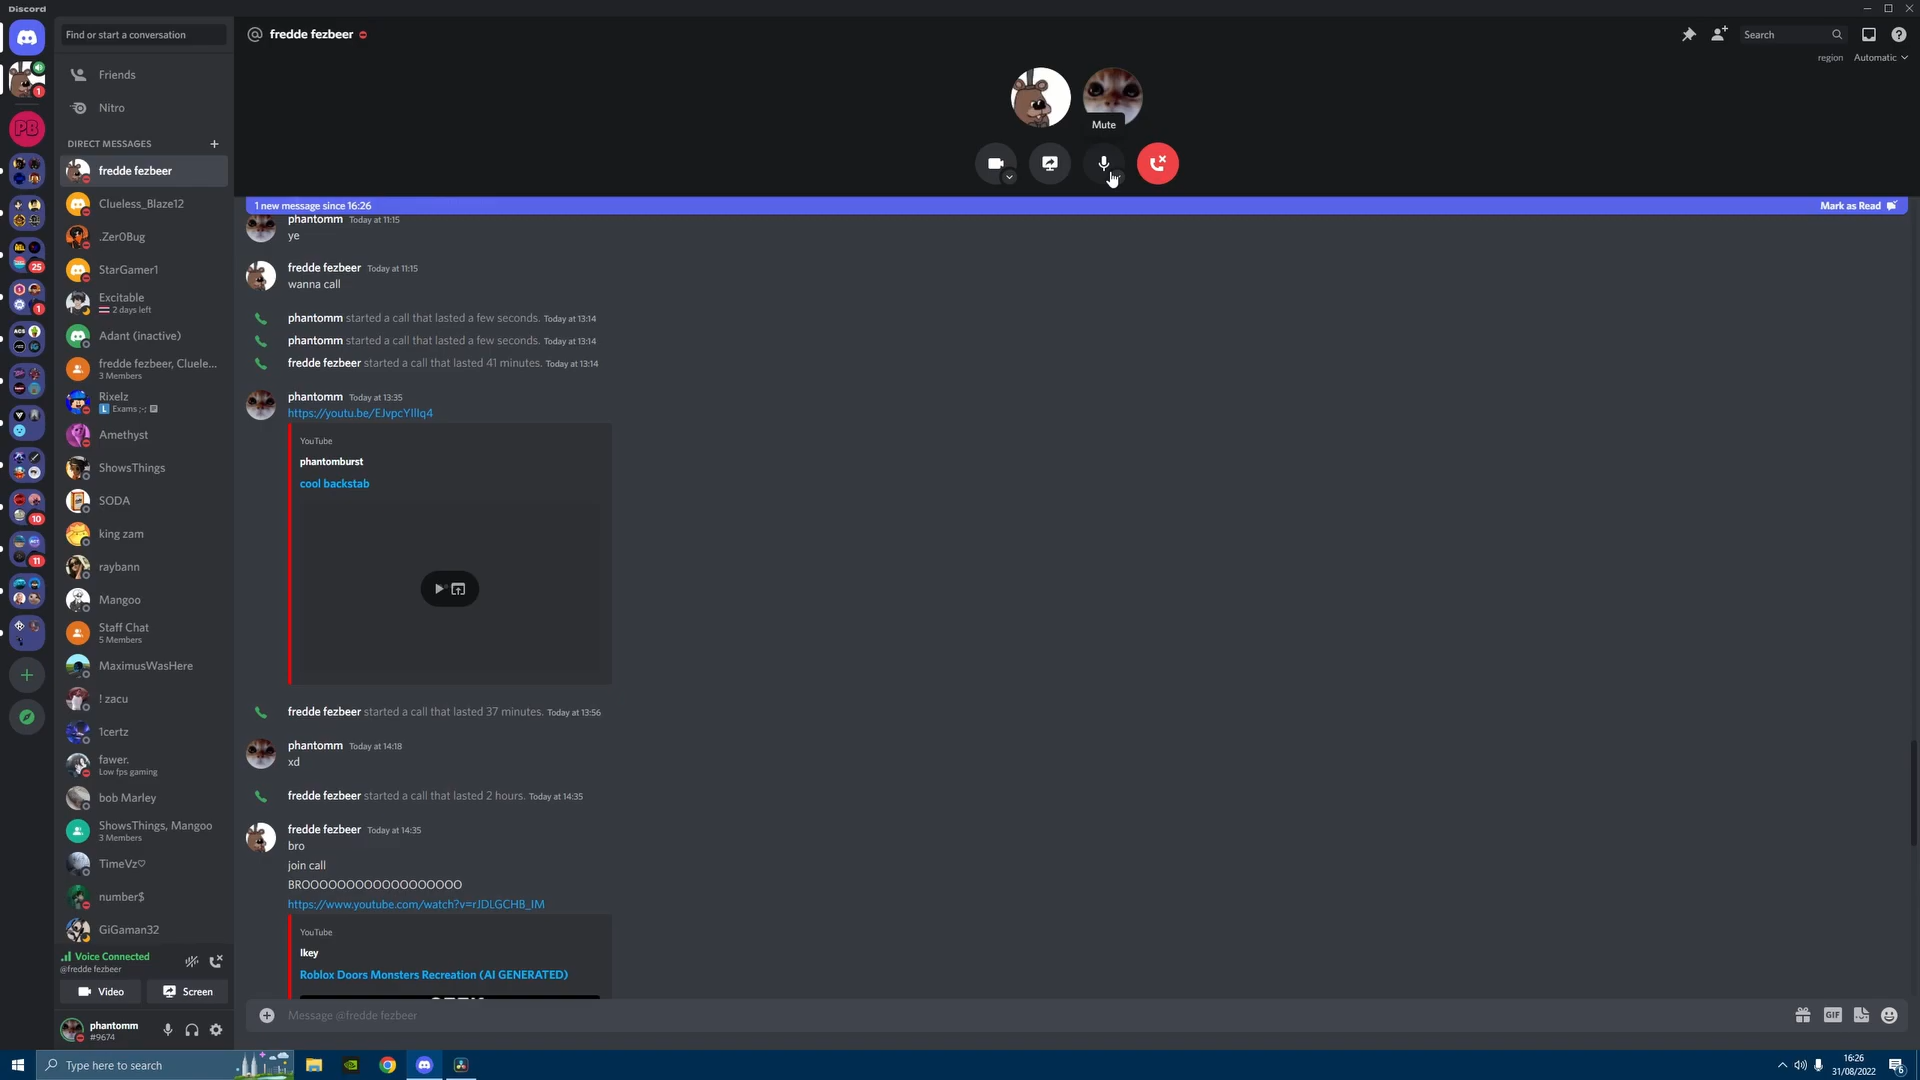 Discord
Find or start a conversation
fredde fezbeer
Search
region Automatic
1
Friends
Nitro
PB
DIRECT MESSAGES
fredde fezbeer
Clueless_Blaze12
.Zer0Bug
StarGamer1
25
Excitable
2 days left
1
Adant (inactive)
fredde fezbeer, Cluele...
3 Members
Rixelz
Exams ;-;
Amethyst
ShowsThings
SODA
10
king zam
11
raybann
Mangoo
Staff Chat
5 Members
MaximusWasHere
! zacu
1certz
fawer.
Low fps gaming
bob Marley
ShowsThings, Mangoo
3 Members
TimeVz♡
number$
GiGaman32
Voice Connected
@fredde fezbeer
Video
Screen
phantomm
#9674
Mute
1 new message since 16:26
Mark as Read
phantomm Today at 11:15
ye
fredde fezbeer Today at 11:15
wanna call
phantomm started a call that lasted a few seconds. Today at 13:14
phantomm started a call that lasted a few seconds. Today at 13:14
fredde fezbeer started a call that lasted 41 minutes. Today at 13:14
phantomm Today at 13:35
https://youtu.be/EJvpcYIllq4
YouTube
phantomburst
cool backstab
fredde fezbeer started a call that lasted 37 minutes. Today at 13:56
phantomm Today at 14:18
xd
fredde fezbeer started a call that lasted 2 hours. Today at 14:35
fredde fezbeer Today at 14:35
bro
join call
BROOOOOOOOOOOOOOOOOO
https://www.youtube.com/watch?v=rJDLGCHB_IM
YouTube
Ikey
Roblox Doors Monsters Recreation (AI GENERATED)
Message @fredde fezbeer
GIF
Type here to search
16:26
31/08/2022
6